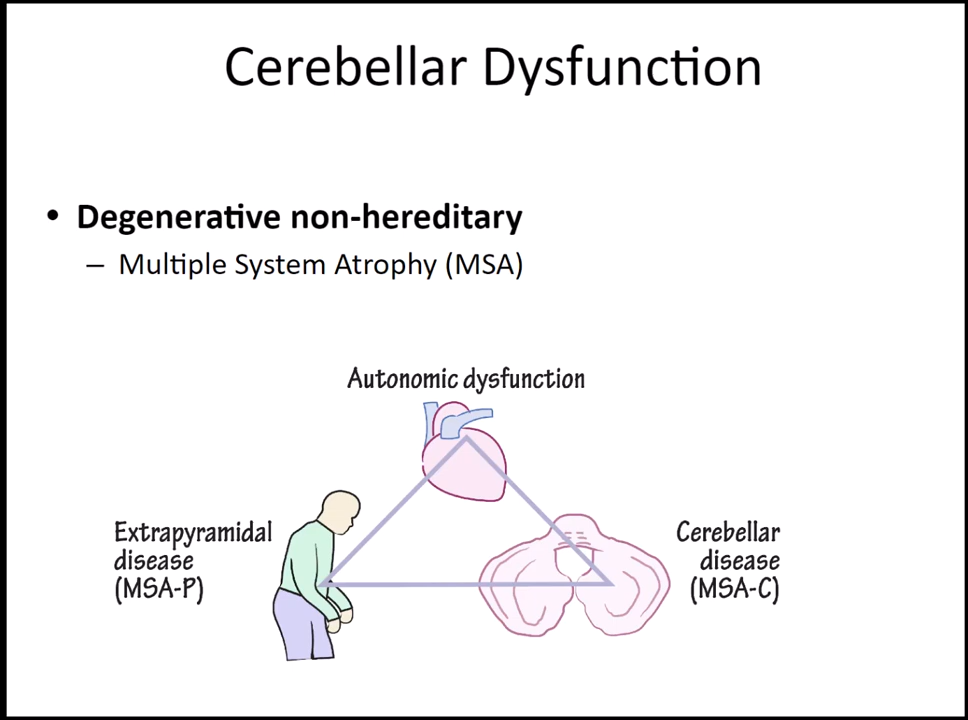 Cerebellar Dysfunction
• Degenerative non-hereditary
– Multiple System Atrophy (MSA)
Autonomic dysfunction
Extrapyramidal
disease
(MSA-P)
Cerebellar
disease
(MSA-C)